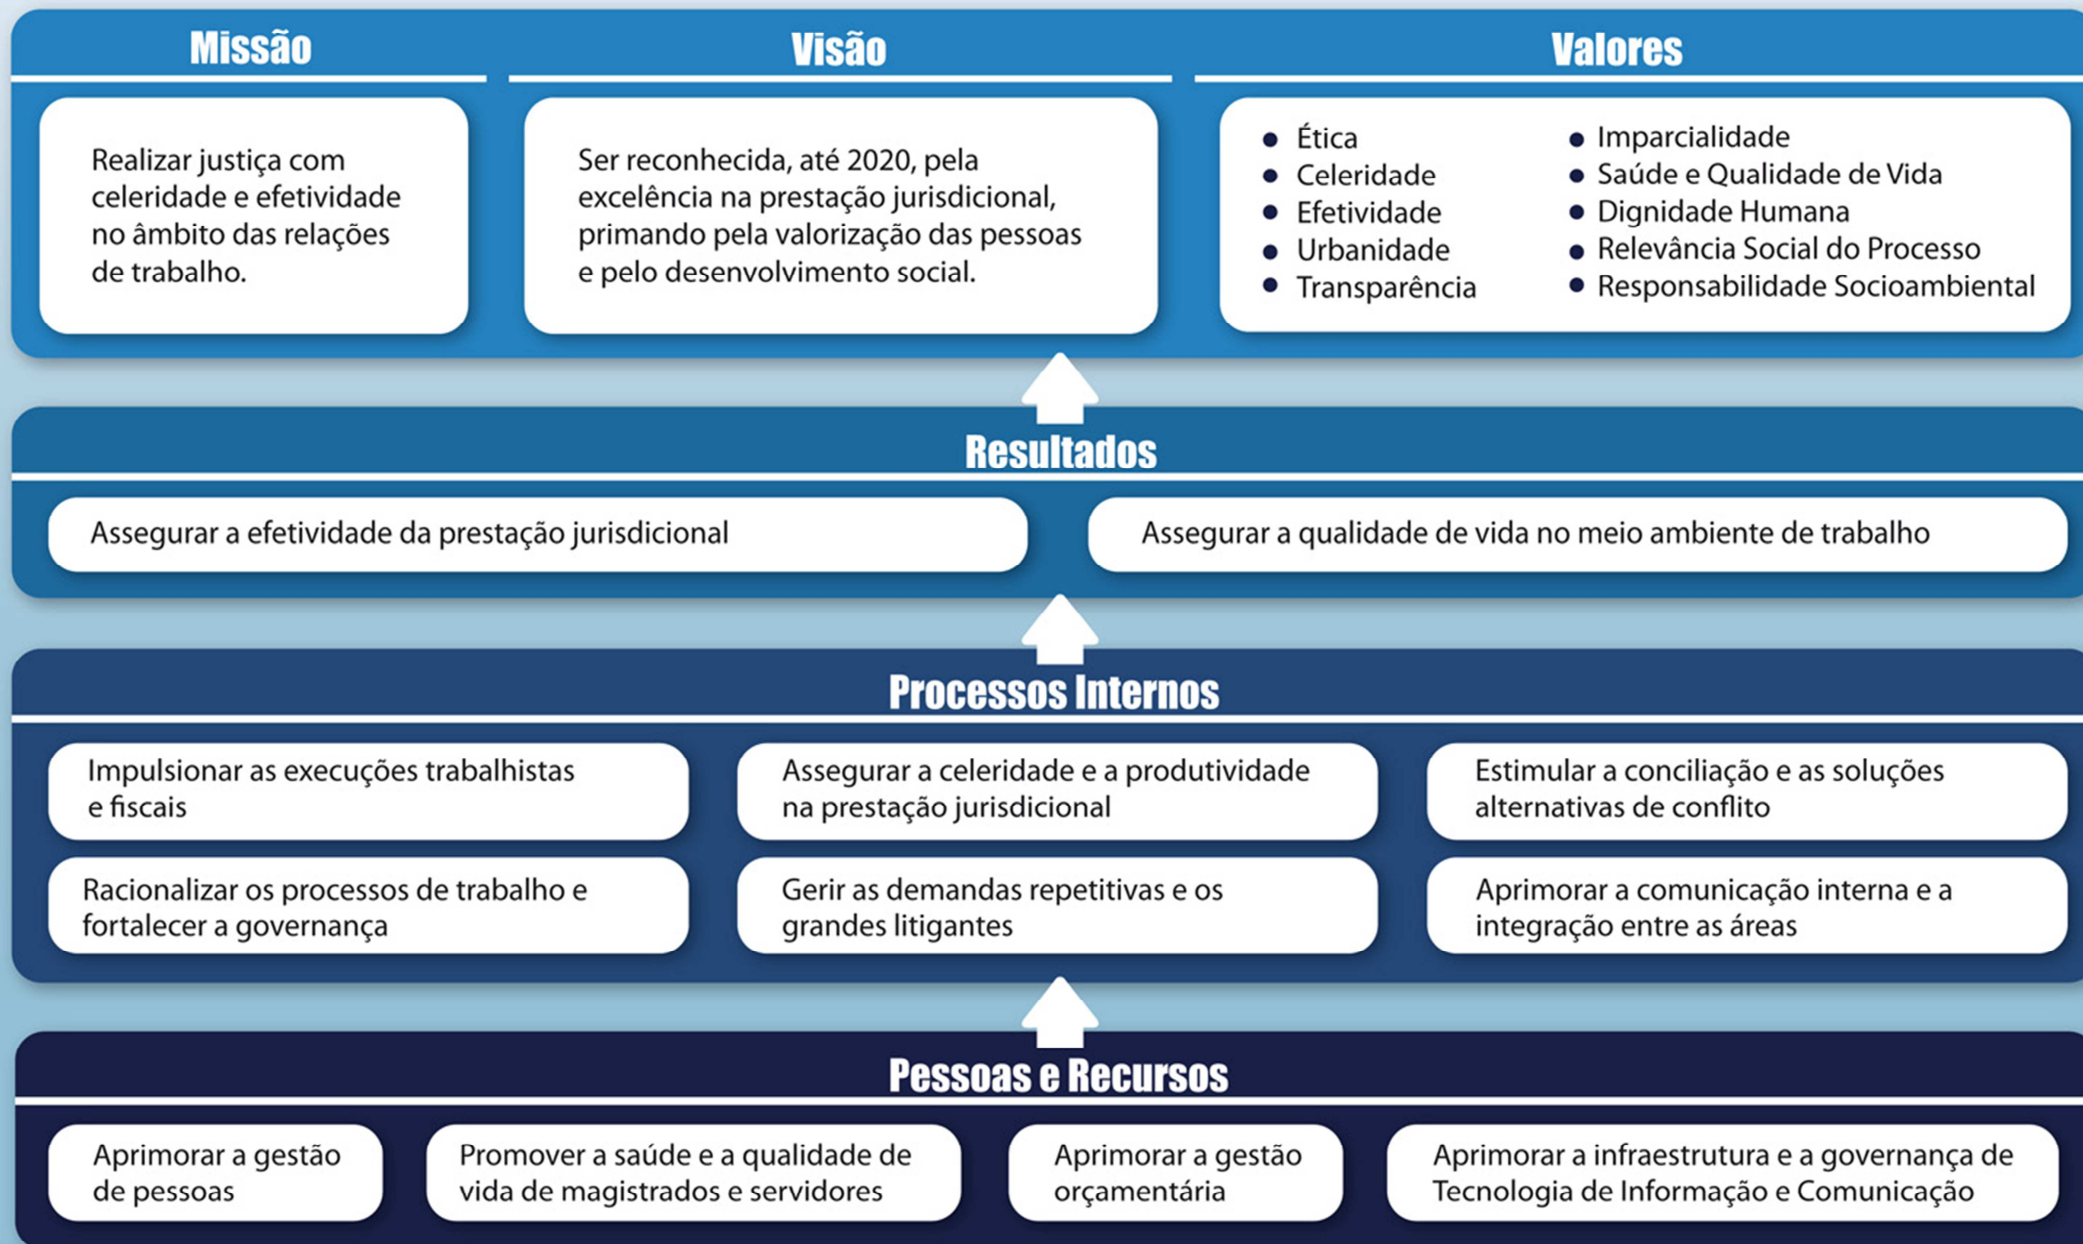 Missão
Realizar justiça com
celeridade e efetividade
no âmbito das relações
de trabalho.
Visão
Ser reconhecida, até 2020, pela
excelência na prestação jurisdicional,
primando pela valorização das pessoas
e pelo desenvolvimento social.
Valores
• Ética
• Celeridade
• Efetividade
• Urbanidade
• Transparência
• Imparcialidade
• Saúde e Qualidade de Vida
• Dignidade Humana
• Relevância Social do Processo
• Responsabilidade Socioambiental
Resultados
Assegurar a efetividade da prestação jurisdicional
Assegurar a qualidade de vida no meio ambiente de trabalho
Processos Internos
Impulsionar as execuções trabalhistas
e fiscais
Assegurar a celeridade e a produtividade
na prestação jurisdicional
Estimular a conciliação e as soluções
alternativas de conflito
Racionalizar os processos de trabalho e
fortalecer a governança
Gerir as demandas repetitivas e os
grandes litigantes
Aprimorar a comunicação interna e a
integração entre as áreas
Pessoas e Recursos
Aprimorar a gestão
de pessoas
Promover a saúde e a qualidade de
vida de magistrados e servidores
Aprimorar a gestão
orçamentária
Aprimorar a infraestrutura e a governança de
Tecnologia de Informação e Comunicação